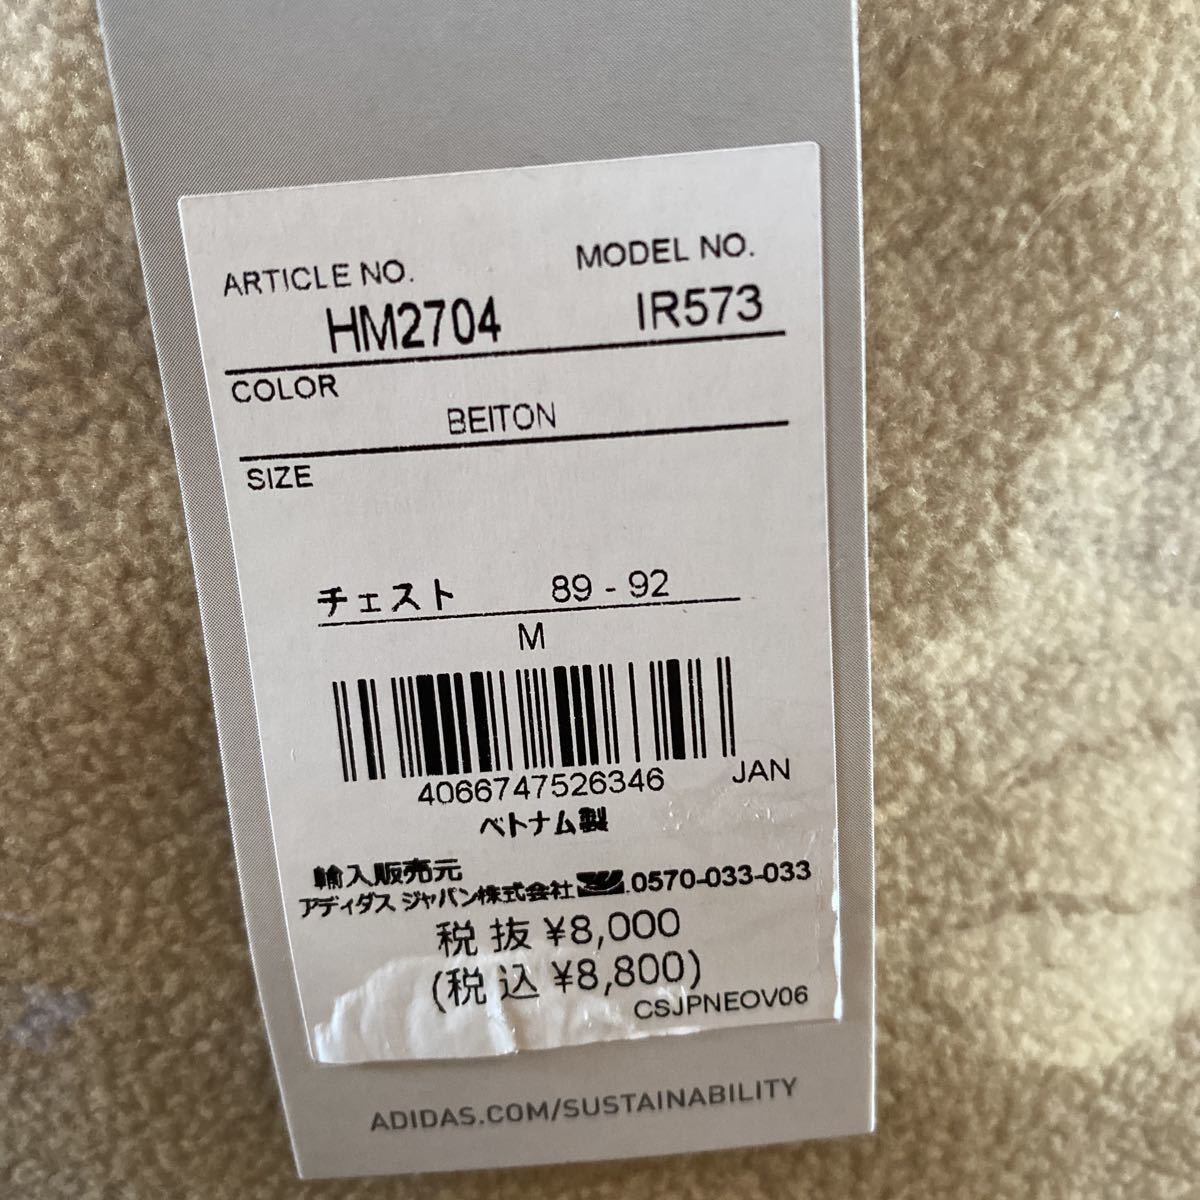 ARTICLE NO. MODEL NO.
HM2704 IR573
COLOR
BEITON
SIZE
チェスト 89 - 92
M
4066747526346 JAN
ベトナム製
輸入販売元
アディダス ジャパン株式会社 .0570-033-033
税 抜 ¥8,000
(税 込 ¥8,800)
CSJPNEOV06
ADIDAS.COM/SUSTAINABILITY